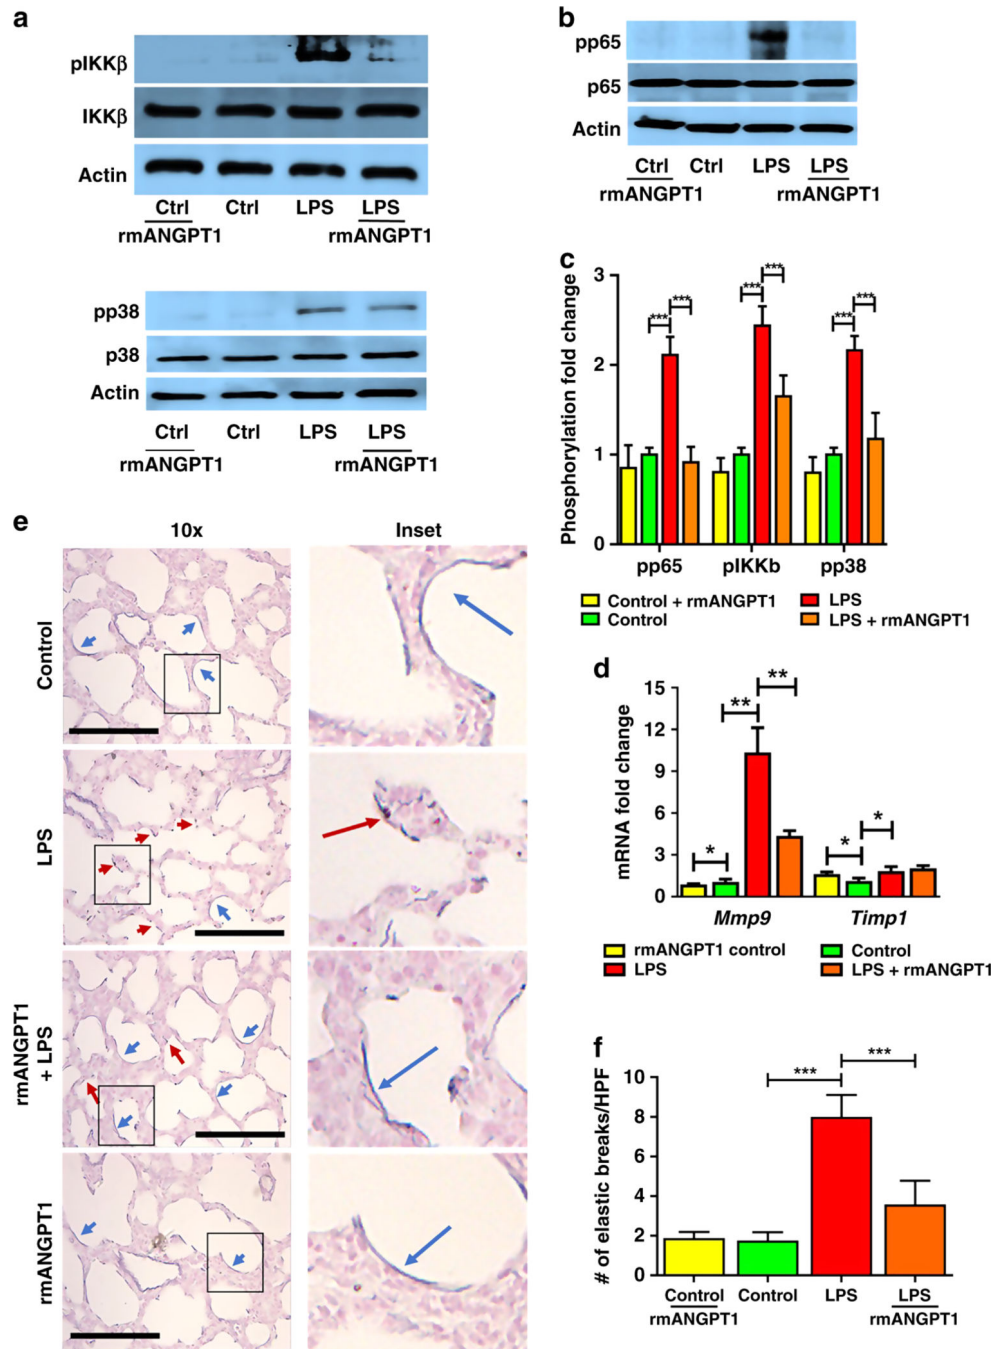 a
pIKKβ
IKKβ
Actin
Ctrl Ctrl LPS LPS
rmANGPT1 rmANGPT1
pp38
p38
Actin
Ctrl Ctrl LPS LPS
rmANGPT1 rmANGPT1
b
pp65
p65
Actin
Ctrl Ctrl LPS LPS
rmANGPT1 rmANGPT1
c
Phosphorylation fold change
3
2
1
0
*** *** *** *** *** ***
pp65 pIKKb pp38
Control + rmANGPT1 LPS
Control LPS + rmANGPT1
d
mRNA fold change
15
12
9
6
3
0
* ** ** * *
Mmp9 Timp1
rmANGPT1 control Control
LPS LPS + rmANGPT1
e
10x Inset
Control
LPS
rmANGPT1
+ LPS
rmANGPT1
f
# of elastic breaks/HPF
10
8
6
4
2
0
*** ***
Control Control LPS LPS
rmANGPT1 rmANGPT1